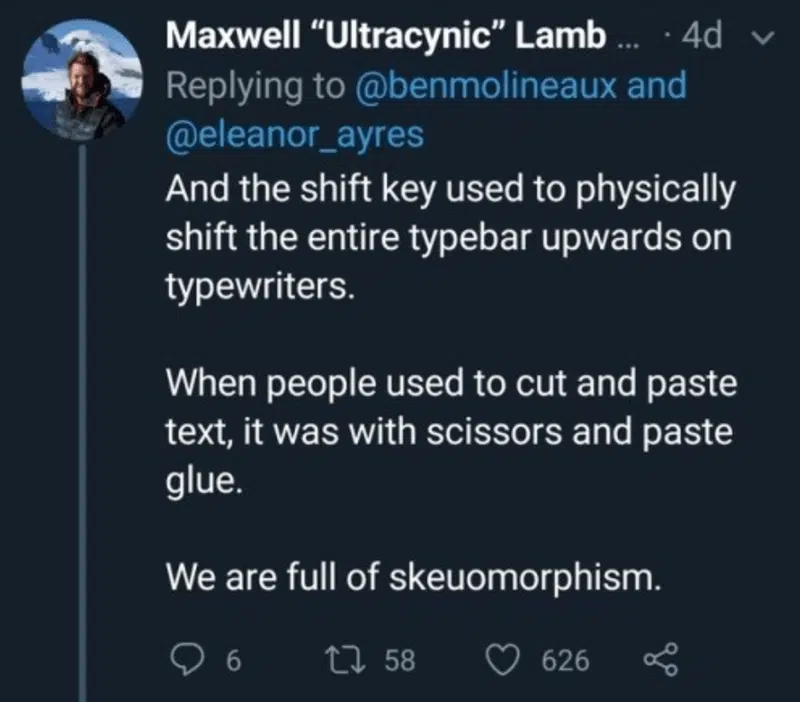 Maxwell “Ultracynic” Lamb ... · 4d
Replying to @benmolineaux and
@eleanor_ayres
And the shift key used to physically
shift the entire typebar upwards on
typewriters.
When people used to cut and paste
text, it was with scissors and paste
glue.
We are full of skeuomorphism.
6 58 626